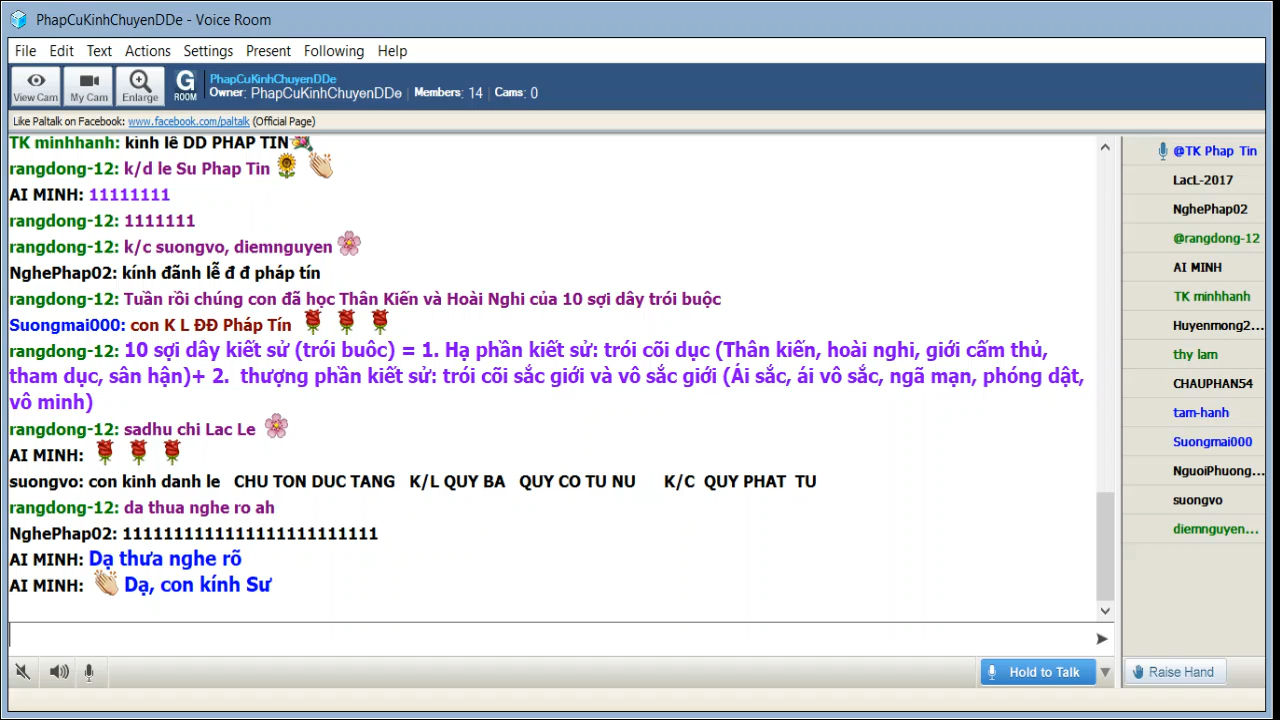 PhapCuKinhChuyenDDe - Voice Room
File Edit Text Actions Settings Present Following Help
View Cam My Cam Enlarge G ROOM
PhapCuKinhChuyenDDe
Owner: PhapCuKinhChuyenDDe Members: 14 Cams: 0
Like Paltalk on Facebook: www.facebook.com/paltalk (Official Page)
TK minhhanh: kinh lê DD PHAP TIN
rangdong-12: k/d le Su Phap Tin
AI MINH: 11111111
rangdong-12: 1111111
rangdong-12: k/c suongvo, diemnguyen
NghePhap02: kính đãnh lễ đ đ pháp tín
rangdong-12: Tuần rồi chúng con đã học Thân Kiến và Hoài Nghi của 10 sợi dây trói buộc
Suongmai000: con K L ĐĐ Pháp Tín
rangdong-12: 10 sợi dây kiết sử (trói buôc) = 1. Hạ phần kiết sử: trói cõi dục (Thân kiến, hoài nghi, giới cấm thủ,
tham dục, sân hận)+ 2. thượng phần kiết sử: trói cõi sắc giới và vô sắc giới (Ái sắc, ái vô sắc, ngã mạn, phóng dật,
vô minh)
rangdong-12: sadhu chi Lac Le
AI MINH:
suongvo: con kinh danh le CHU TON DUC TANG K/L QUY BA QUY CO TU NU K/C QUY PHAT TU
rangdong-12: da thua nghe ro ah
NghePhap02: 1111111111111111111111111
AI MINH: Dạ thưa nghe rõ
AI MINH: Dạ, con kính Sư
Hold to Talk
@TK Phap Tin
LacL-2017
NghePhap02
@rangdong-12
AI MINH
TK minhhanh
Huyenmong2...
thy lam
CHAUPHAN54
tam-hanh
Suongmai000
NguoiPhuong...
suongvo
diemnguyen...
Raise Hand